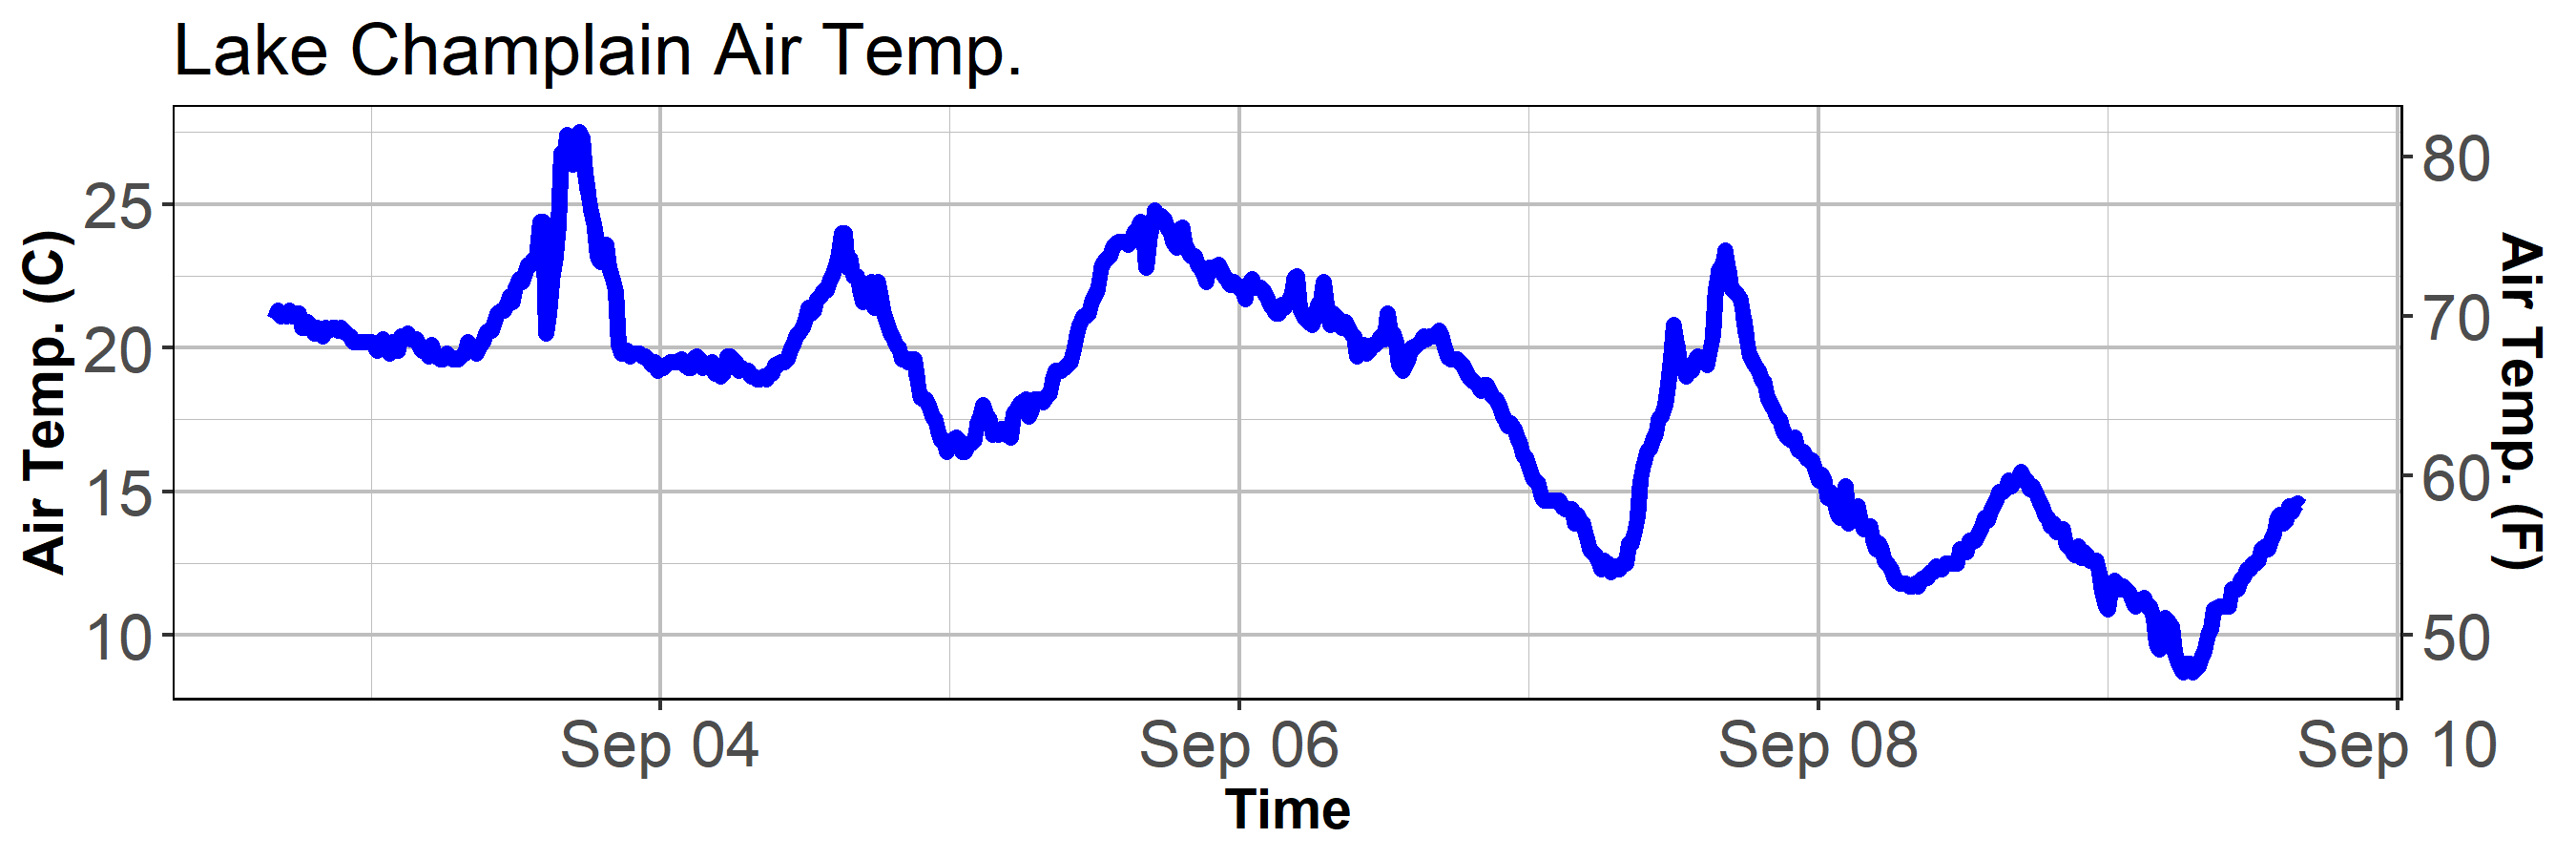 Lake Champlain Air Temp.
Air Temp. (C)
25
20
15
10
80
70
60
50
Air Temp. (F)
Sep 04
Sep 06
Sep 08
Sep 10
Time